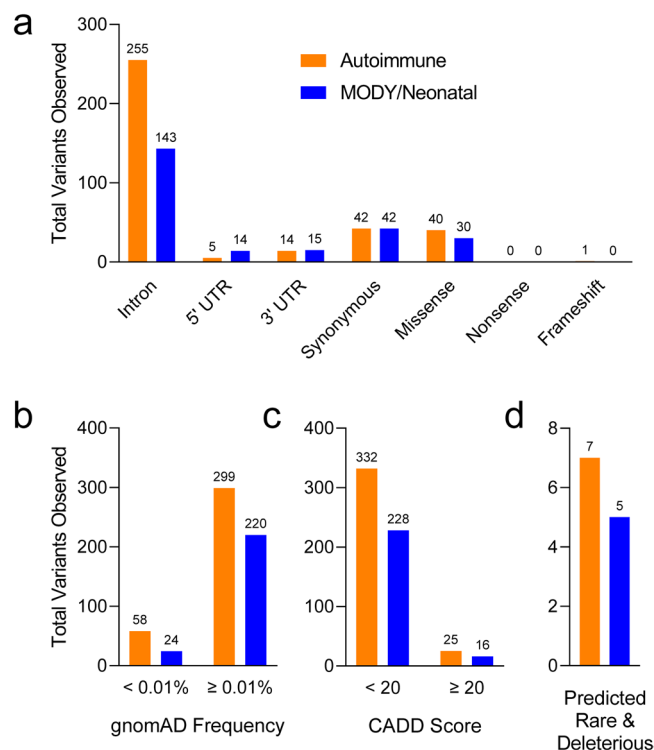 a
Total Variants Observed
300
200
100
0
Autoimmune
MODY/Neonatal
255
143
5
14
14
15
42
42
40
30
0
0
1
0
Intron
5' UTR
3' UTR
Synonymous
Missense
Nonsense
Frameshift
b
Total Variants Observed
400
300
200
100
0
58
24
299
220
< 0.01%
≥ 0.01%
gnomAD Frequency
c
400
300
200
100
0
332
228
25
16
< 20
≥ 20
CADD Score
d
8
6
4
2
0
7
5
Predicted
Rare &
Deleterious